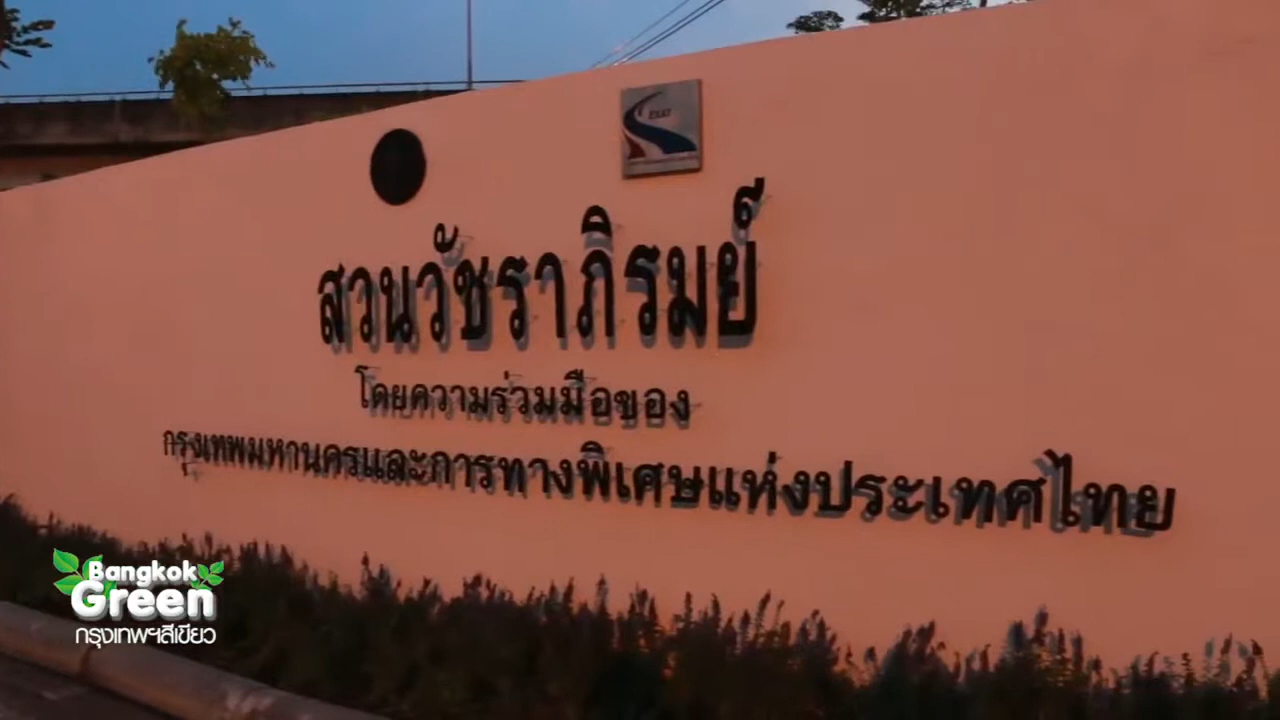 EXAT
สวนวัชราภิรมย์
โดยความร่วมมือของ
กรุงเทพมหานครและการทางพิเศษแห่งประเทศไทย
Bangkok
Green
กรุงเทพฯสีเขียว